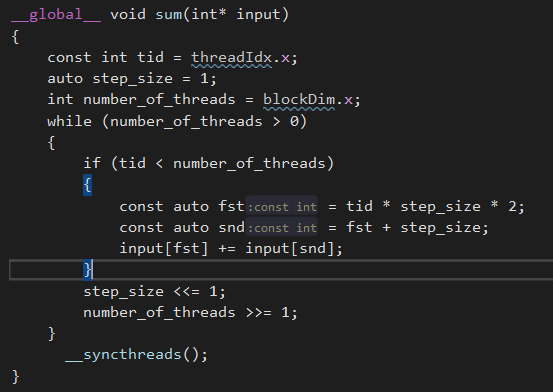 __global__ void sum(int* input)
{
    const int tid = threadIdx.x;
    auto step_size = 1;
    int number_of_threads = blockDim.x;
    while (number_of_threads > 0)
    {
        if (tid < number_of_threads)
        {
            const auto fst:const int = tid * step_size * 2;
            const auto snd:const int = fst + step_size;
            input[fst] += input[snd];
        }
        step_size <<= 1;
        number_of_threads >>= 1;
    }
      __syncthreads();
}